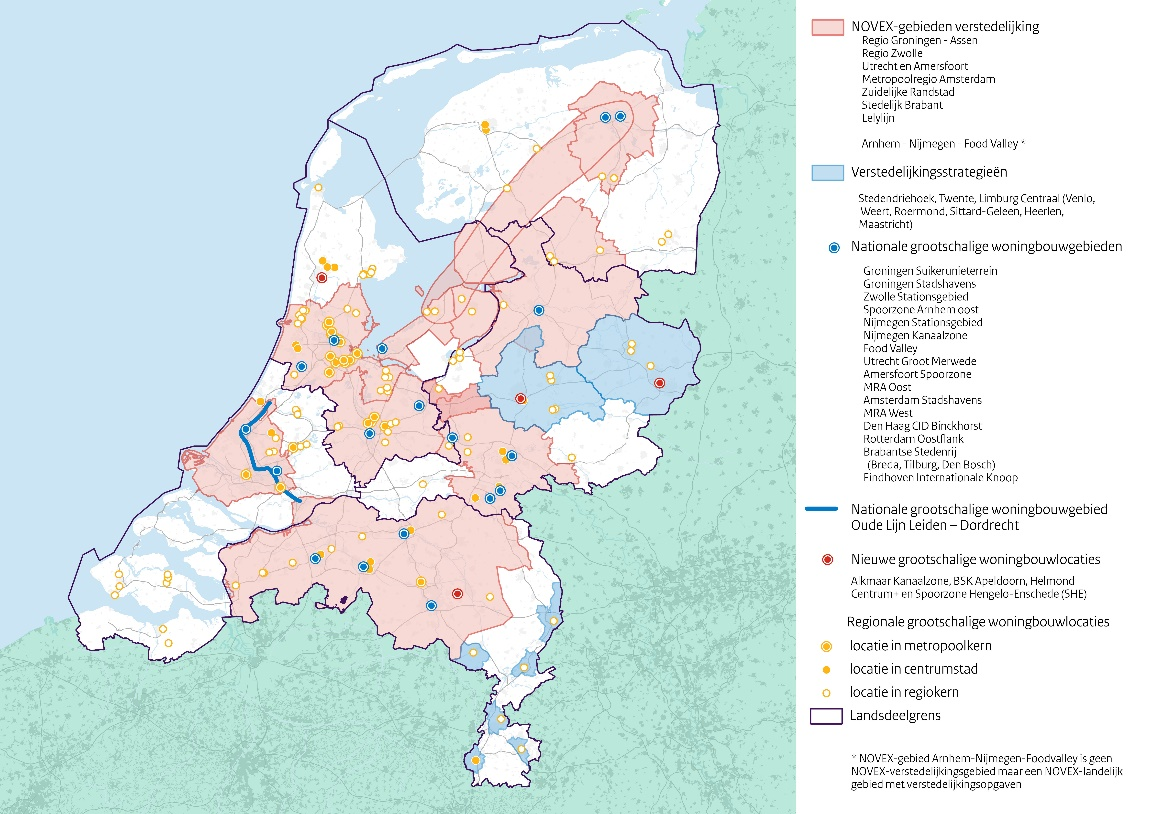 NOVEX-gebieden verstedelijking
Regio Groningen - Assen
Regio Zwolle
Utrecht en Amersfoort
Metropoolregio Amsterdam
Zuidelijke Randstad
Stedelijk Brabant
Lelylijn
Arnhem - Nijmegen - Food Valley *
Verstedelijkingsstrategieën
Stedendriehoek, Twente, Limburg Centraal (Venlo,
Weert, Roermond, Sittard-Geleen, Heerlen,
Maastricht)
Nationale grootschalige woningbouwgebieden
Groningen Suikerunieterrein
Groningen Stadshavens
Zwolle Stationsgebied
Spoorzone Arnhem oost
Nijmegen Stationsgebied
Nijmegen Kanaalzone
Food Valley
Utrecht Groot Merwede
Amersfoort Spoorzone
MRA Oost
Amsterdam Stadshavens
MRA West
Den Haag CID Binckhorst
Rotterdam Oostflank
Brabantse Stedenrij
(Breda, Tilburg, Den Bosch)
Eindhoven Internationale Knoop
Nationale grootschalige woningbouwgebied
Oude Lijn Leiden – Dordrecht
Nieuwe grootschalige woningbouwlocaties
Alkmaar Kanaalzone, BSK Apeldoorn, Helmond
Centrum+ en Spoorzone Hengelo-Enschede (SHE)
Regionale grootschalige woningbouwlocaties
locatie in metropoolkern
locatie in centrumstad
locatie in regiokern
Landsdeelgrens
* NOVEX-gebied Arnhem-Nijmegen-Foodvalley is geen
NOVEX-verstedelijkingsgebied maar een NOVEX-landelijk
gebied met verstedelijkingsopgaven